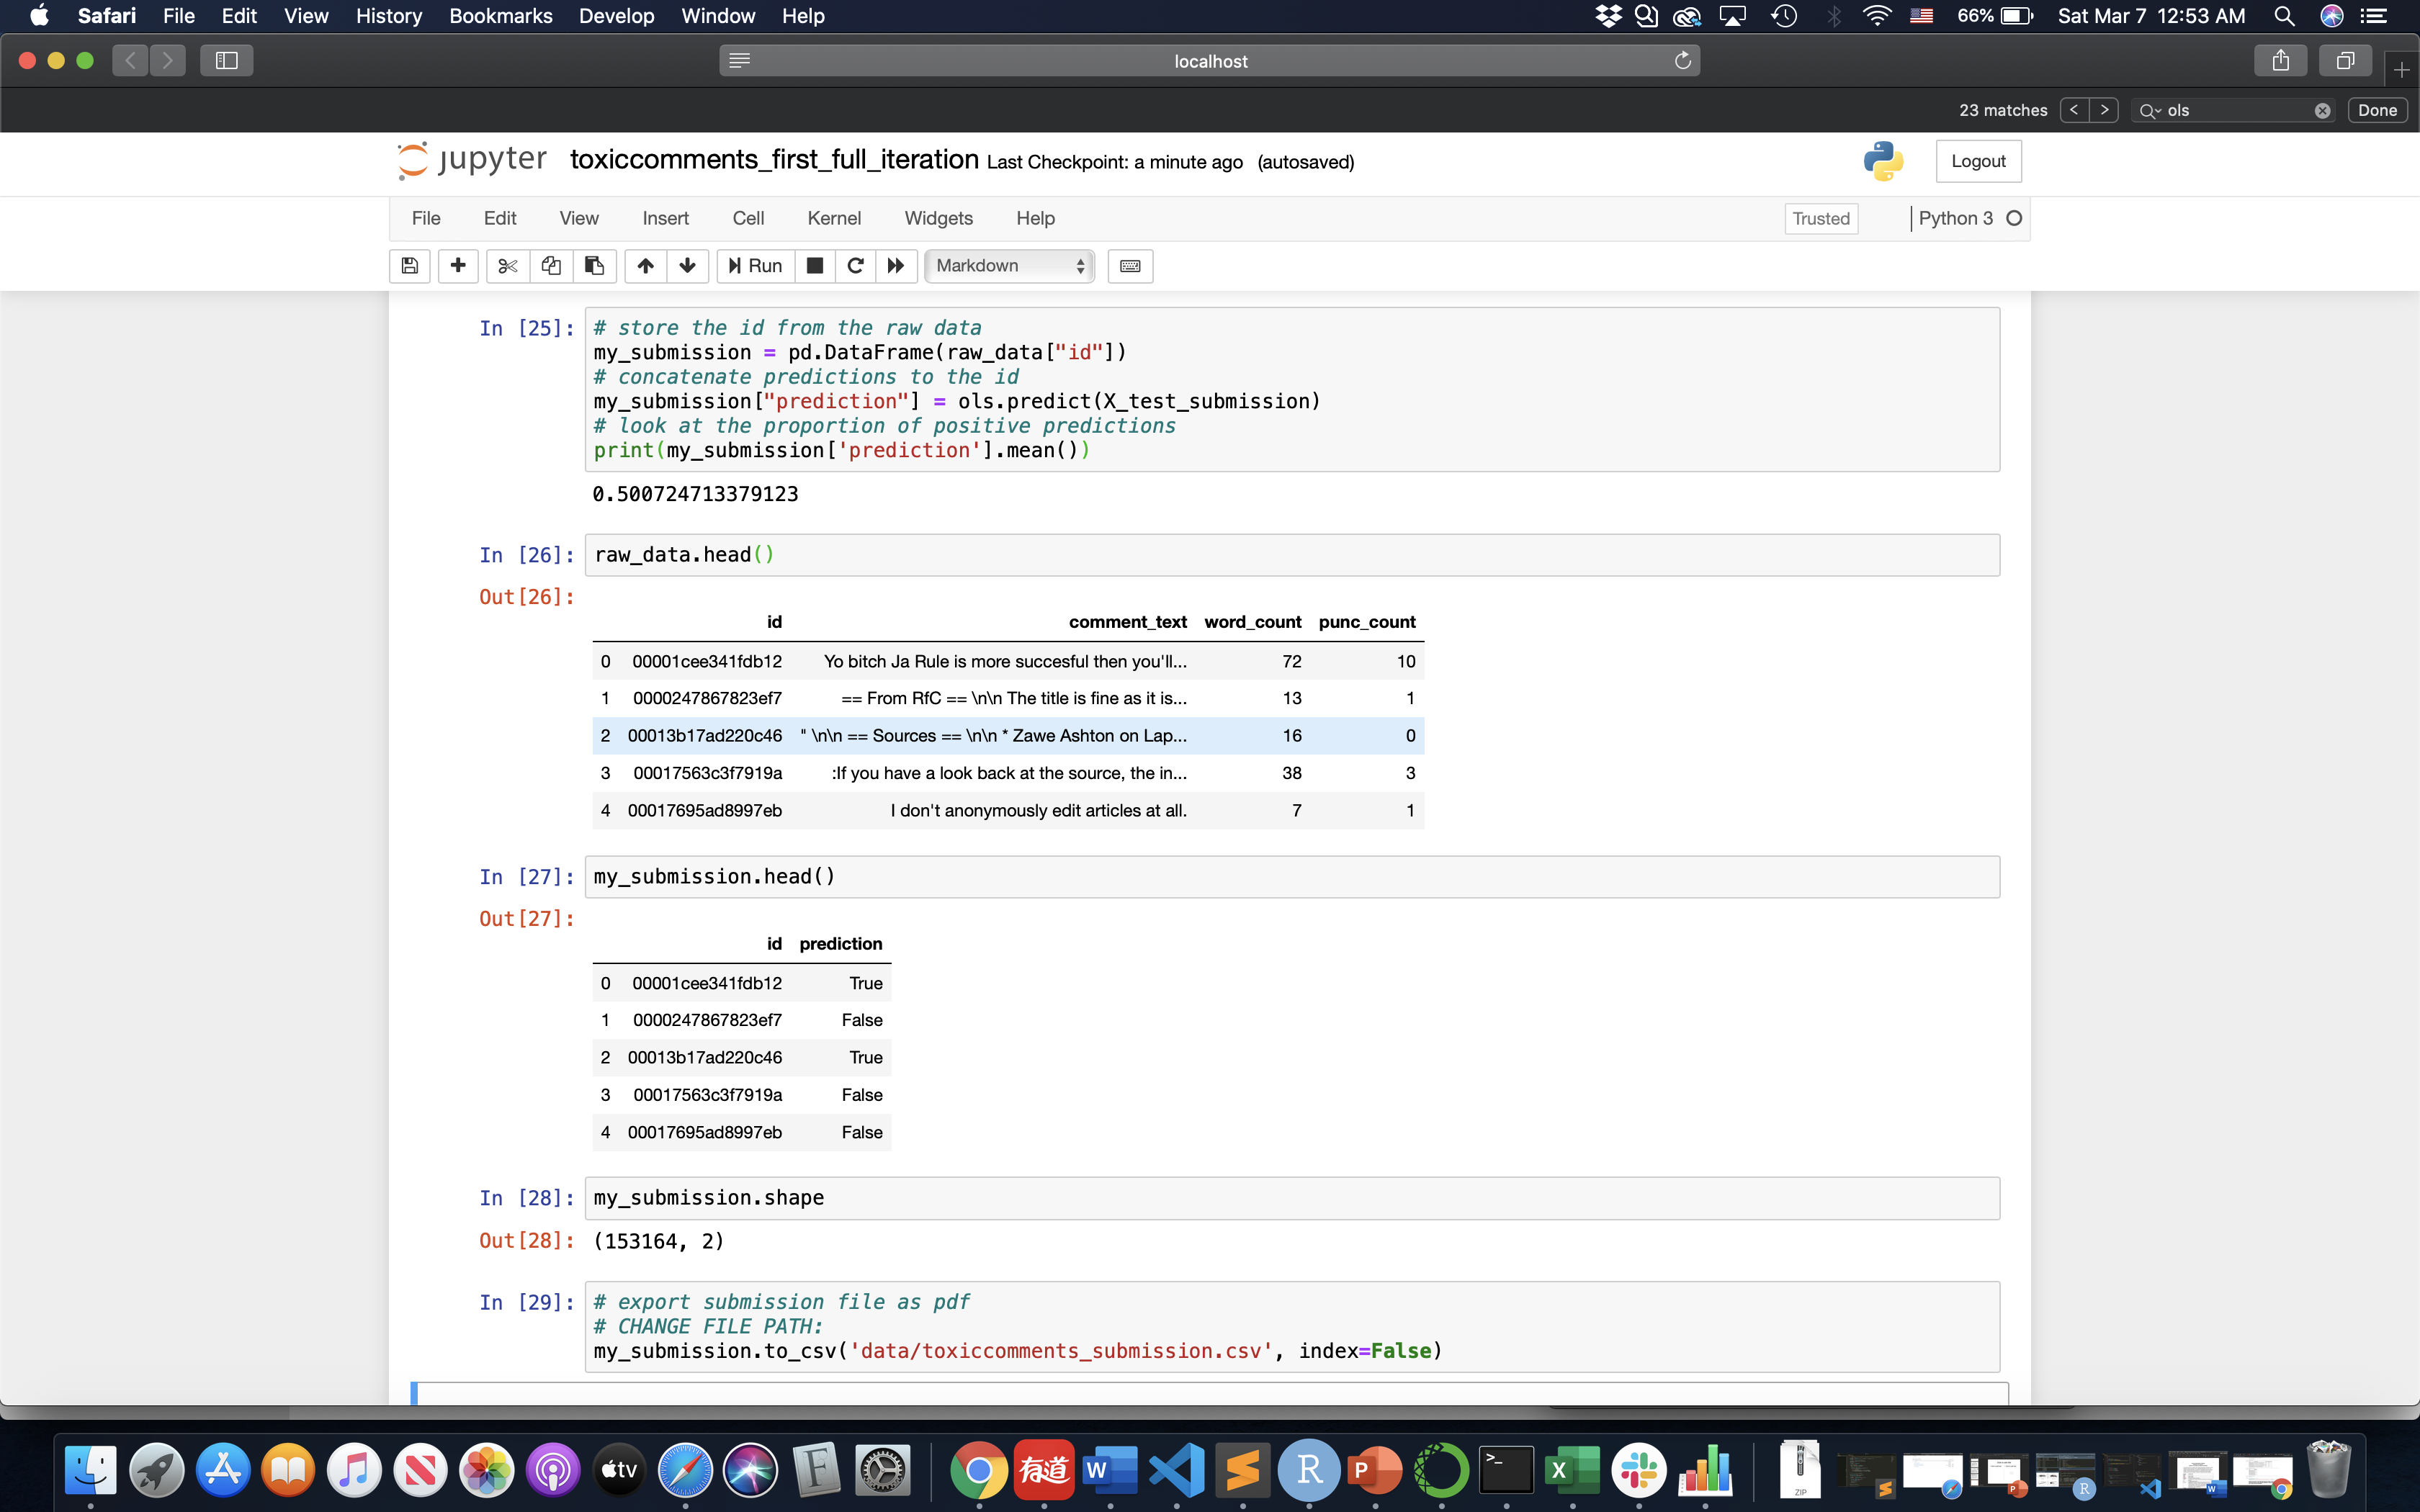 Safari File Edit View History Bookmarks Develop Window Help 66% Sat Mar 7 12:53 AM
localhost
23 matches ols Done
jupyter toxiccomments_first_full_iteration Last Checkpoint: a minute ago (autosaved) Logout
File Edit View Insert Cell Kernel Widgets Help Trusted Python 3
Run Markdown
In [25]: # store the id from the raw data
my_submission = pd.DataFrame(raw_data["id"])
# concatenate predictions to the id
my_submission["prediction"] = ols.predict(X_test_submission)
# look at the proportion of positive predictions
print(my_submission['prediction'].mean())
0.500724713379123
In [26]: raw_data.head()
Out[26]:
id comment_text word_count punc_count
0 00001cee341fdb12 Yo bitch Ja Rule is more succesful then you'll... 72 10
1 0000247867823ef7 == From RfC == \n\n The title is fine as it is... 13 1
2 00013b17ad220c46 " \n\n == Sources == \n\n * Zawe Ashton on Lap... 16 0
3 00017563c3f7919a :If you have a look back at the source, the in... 38 3
4 00017695ad8997eb I don't anonymously edit articles at all. 7 1
In [27]: my_submission.head()
Out[27]:
id prediction
0 00001cee341fdb12 True
1 0000247867823ef7 False
2 00013b17ad220c46 True
3 00017563c3f7919a False
4 00017695ad8997eb False
In [28]: my_submission.shape
Out[28]: (153164, 2)
In [29]: # export submission file as pdf
# CHANGE FILE PATH:
my_submission.to_csv('data/toxiccomments_submission.csv', index=False)
tv 有道 W R P X ZIP